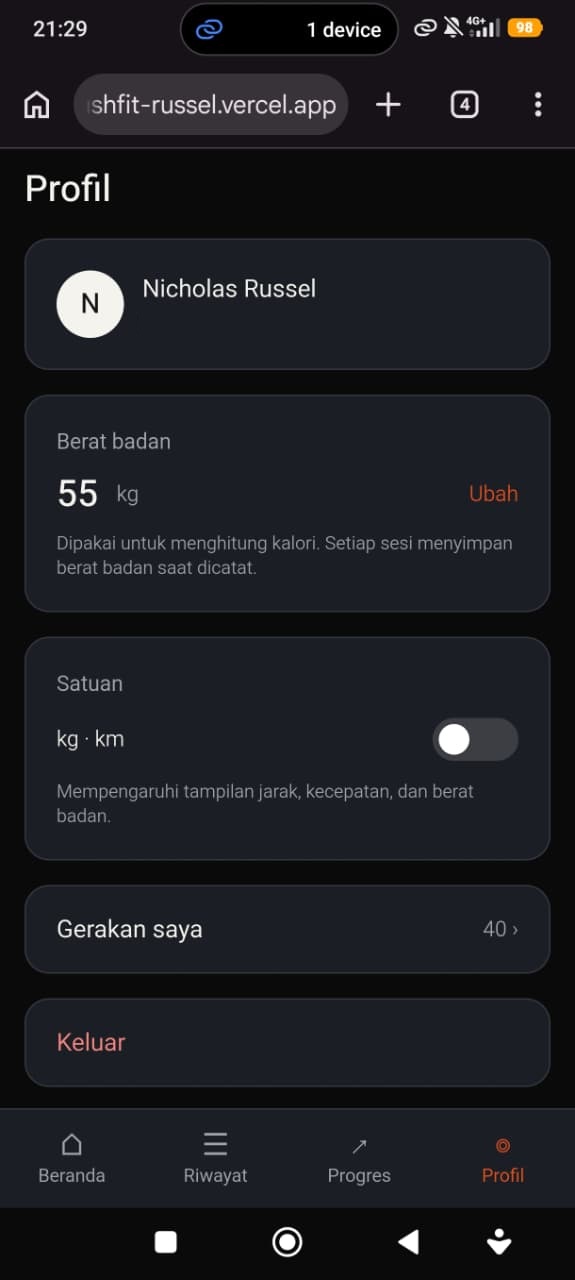 21:29
1 device
4G+
98
shfit-russel.vercel.app
4
Profil
N
Nicholas Russel
Berat badan
55 kg
Ubah
Dipakai untuk menghitung kalori. Setiap sesi menyimpan
berat badan saat dicatat.
Satuan
kg · km
Mempengaruhi tampilan jarak, kecepatan, dan berat
badan.
Gerakan saya
40 ›
Keluar
Beranda
Riwayat
Progres
Profil